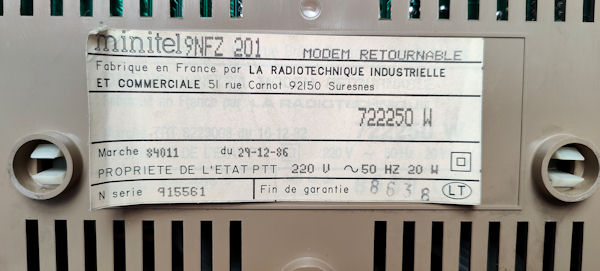 minitel 9NFZ 201 MODEM RETOURNABLE
Fabrique en France par LA RADIOTECHNIQUE INDUSTRIELLE
ET COMMERCIALE 51 rue Carnot 92150 Suresnes
722250 W
Marche 84011 du 29-12-86
PROPRIETE DE L'ETAT PTT 220 V ~ 50 HZ 20 W
N serie 915561 Fin de garantie 8638 LT